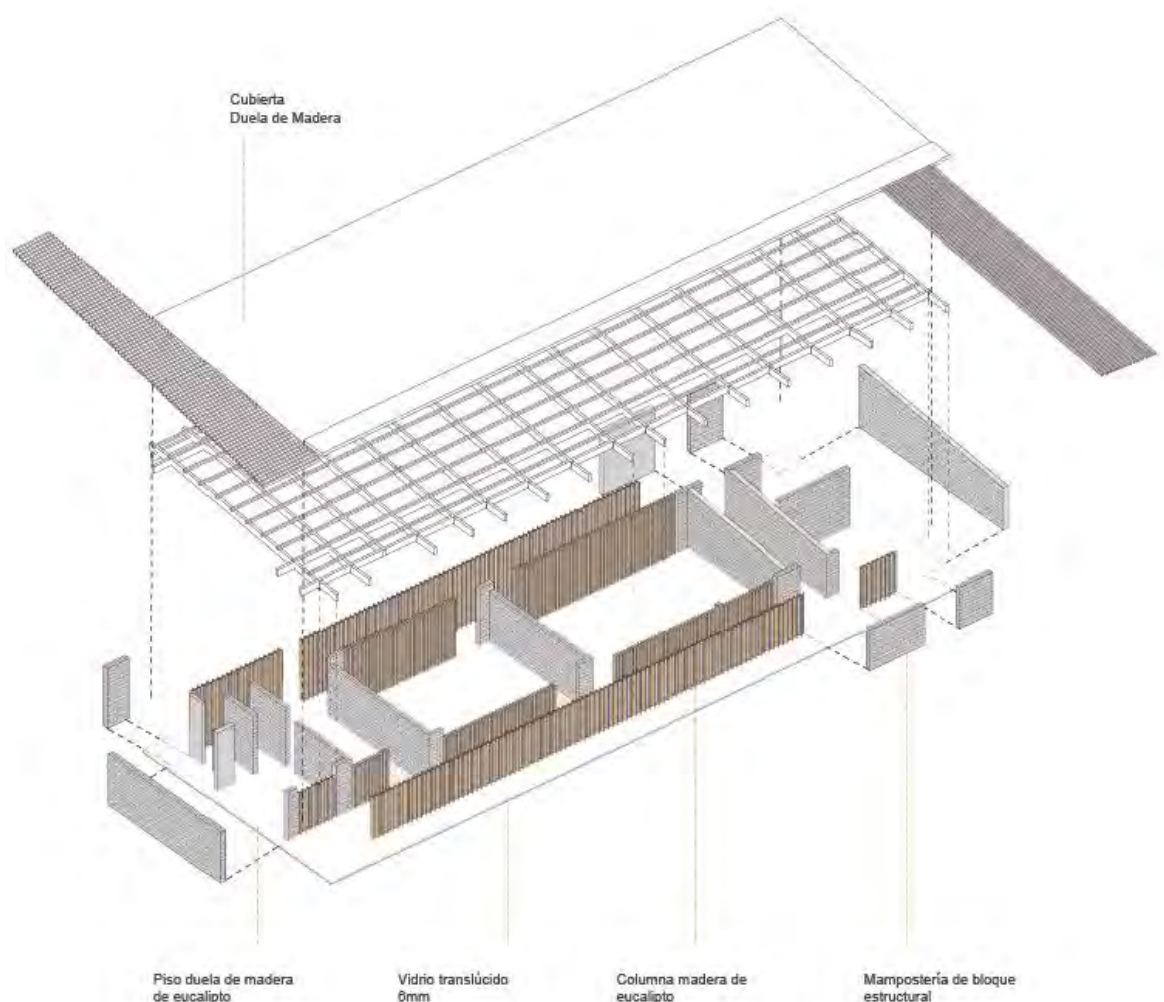 Cubierta
Duela de Madera
Piso duela de madera
de eucalipto
Vidrio translúcido
6mm
Columna madera de
eucalipto
Mampostería de bloque
estructural